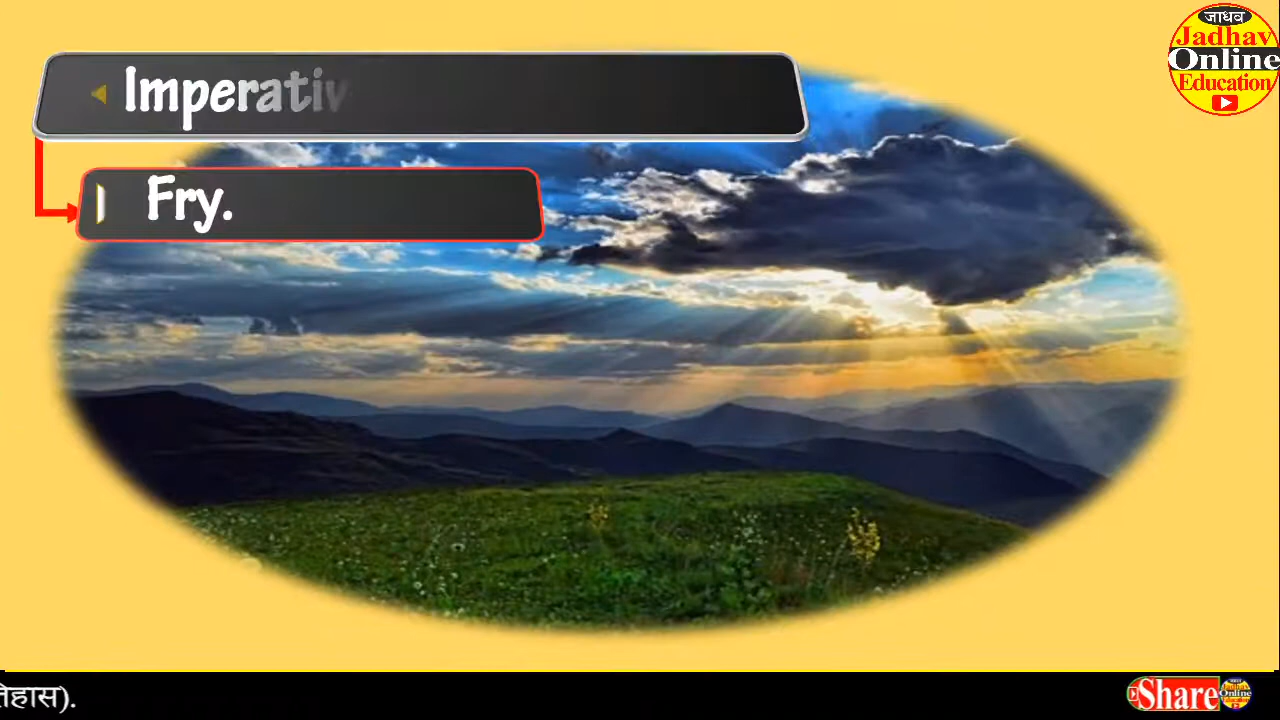 जाधव
Jadhav
Online
Education
Imperativ
Fry.
तिहास).
Share